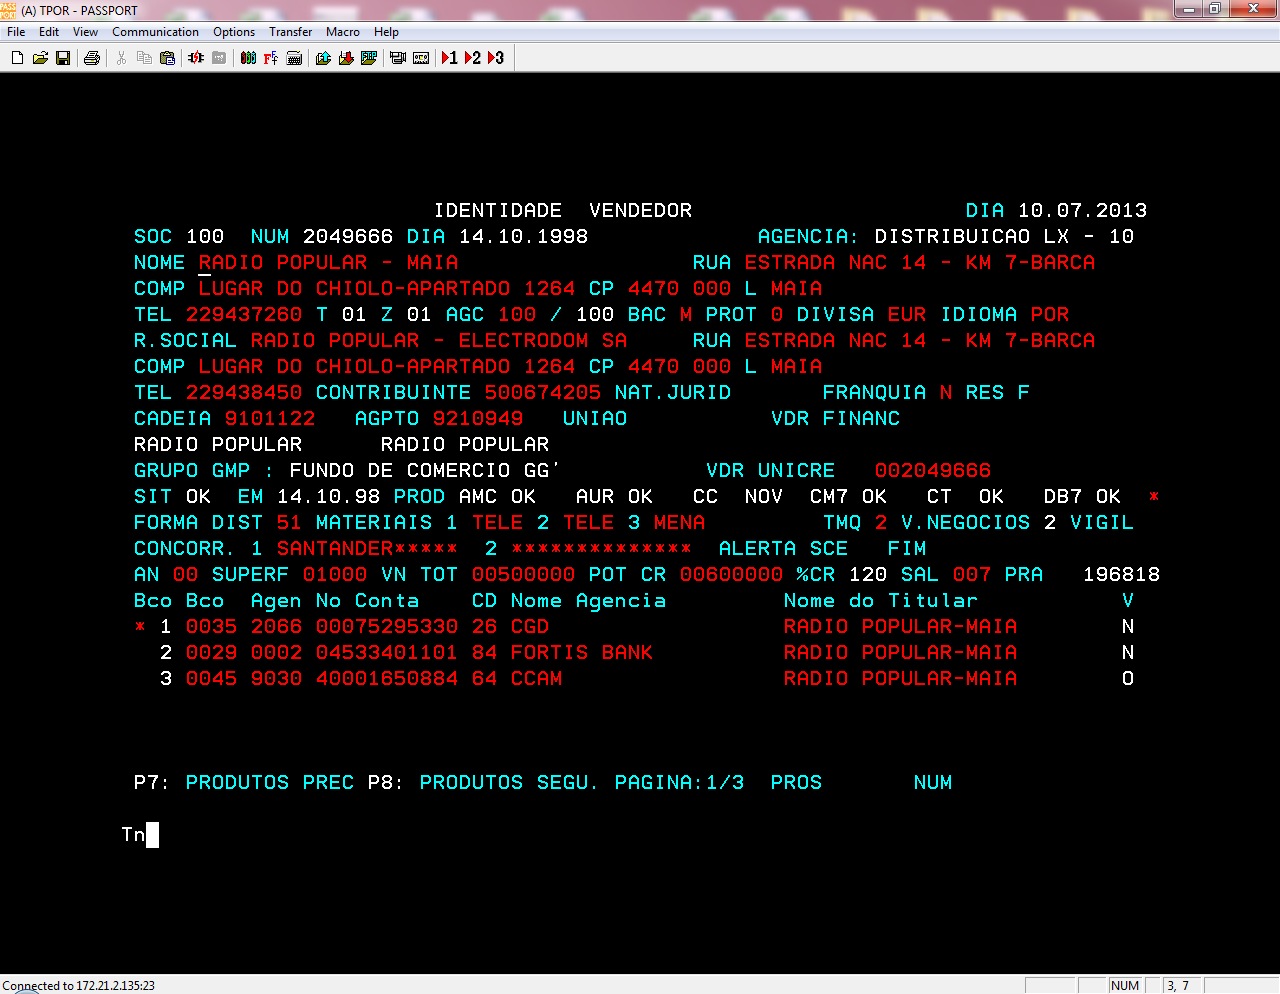 (A) TPOR - PASSPORT
File Edit View Communication Options Transfer Macro Help
1 2 3
IDENTIDADE VENDEDOR DIA 10.07.2013
SOC 100 NUM 2049666 DIA 14.10.1998 AGENCIA: DISTRIBUICAO LX - 10
NOME RADIO POPULAR - MAIA RUA ESTRADA NAC 14 - KM 7-BARCA
COMP LUGAR DO CHIOLO-APARTADO 1264 CP 4470 000 L MAIA
TEL 229437260 T 01 Z 01 AGC 100 / 100 BAC M PROT 0 DIVISA EUR IDIOMA POR
R.SOCIAL RADIO POPULAR - ELECTRODOM SA RUA ESTRADA NAC 14 - KM 7-BARCA
COMP LUGAR DO CHIOLO-APARTADO 1264 CP 4470 000 L MAIA
TEL 229438450 CONTRIBUINTE 500674205 NAT.JURID FRANQUIA N RES F
CADEIA 9101122 AGPTO 9210949 UNIAO VDR FINANC
RADIO POPULAR RADIO POPULAR
GRUPO GMP : FUNDO DE COMERCIO GG' VDR UNICRE 002049666
SIT OK EM 14.10.98 PROD AMC OK AUR OK CC NOV CM7 OK CT OK DB7 OK *
FORMA DIST 51 MATERIAIS 1 TELE 2 TELE 3 MENA TMQ 2 V.NEGOCIOS 2 VIGIL
CONCORR. 1 SANTANDER***** 2 ************** ALERTA SCE FIM
AN 00 SUPERF 01000 VN TOT 00500000 POT CR 00600000 %CR 120 SAL 007 PRA 196818
Bco Bco Agen No Conta CD Nome Agencia Nome do Titular V
* 1 0035 2066 00075295330 26 CGD RADIO POPULAR-MAIA N
2 0029 0002 04533401101 84 FORTIS BANK RADIO POPULAR-MAIA N
3 0045 9030 40001650884 64 CCAM RADIO POPULAR-MAIA O
P7: PRODUTOS PREC P8: PRODUTOS SEGU. PAGINA:1/3 PROS NUM
Tn
Connected to 172.21.2.135:23 NUM 3, 7